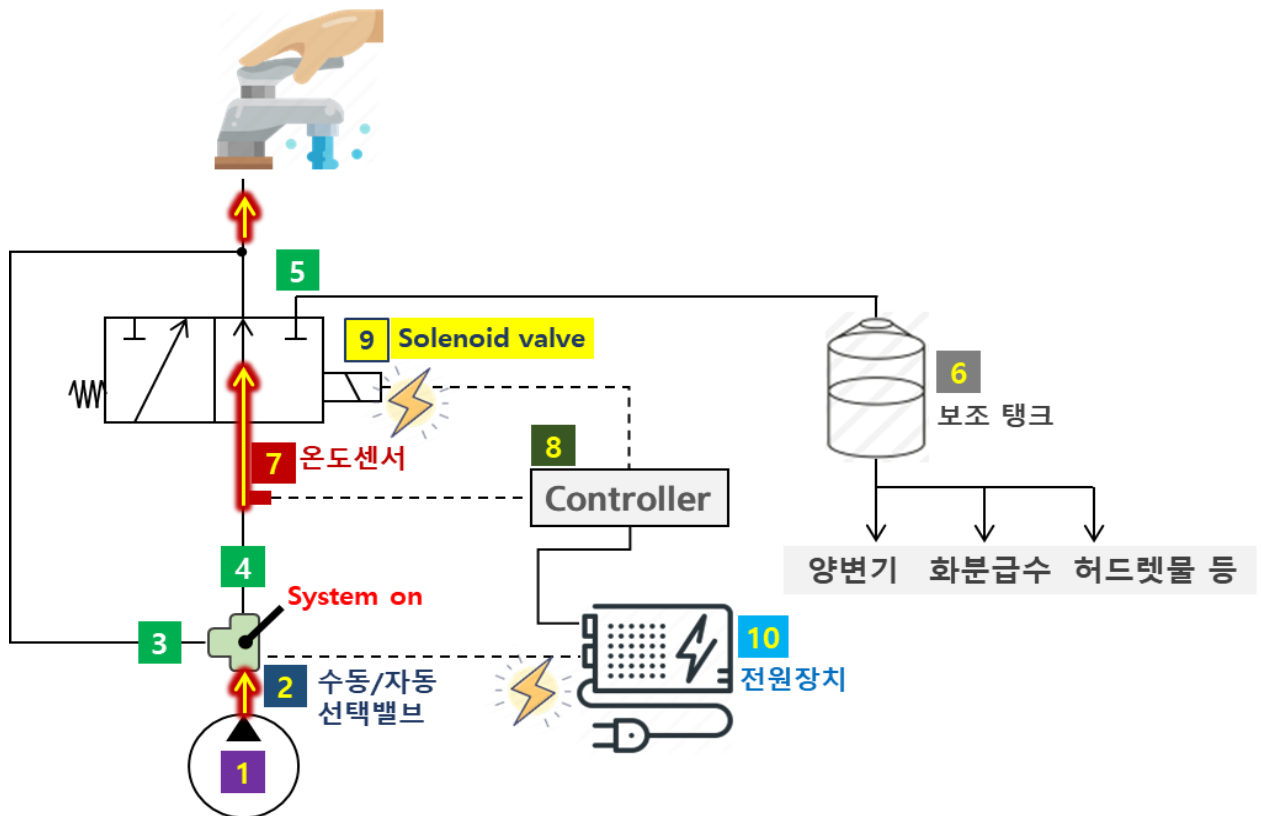 5
9 Solenoid valve
6
보조 탱크
7 온도센서
8
Controller
양변기 화분급수 허드렛물 등
4
System on
3
10
전원장치
2 수동/자동
선택밸브
1